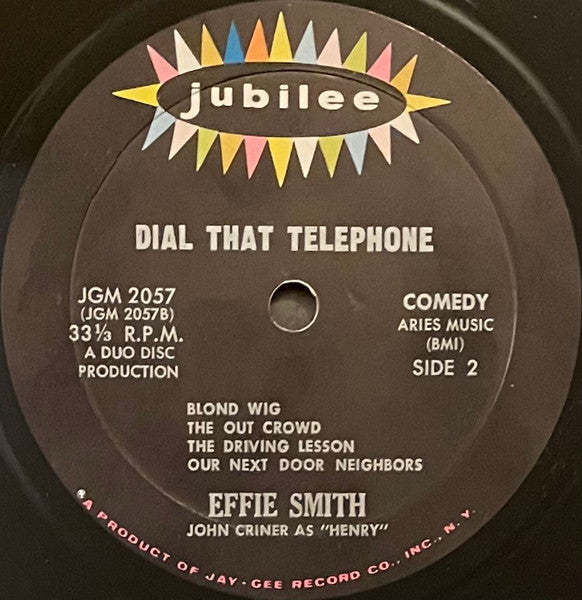 jubilee
DIAL THAT TELEPHONE
JGM 2057
(JGM 2057B)
33⅓ R.P.M.
A DUO DISC
PRODUCTION
COMEDY
ARIES MUSIC
(BMI)
SIDE 2
BLOND WIG
THE OUT CROWD
THE DRIVING LESSON
OUR NEXT DOOR NEIGHBORS
EFFIE SMITH
JOHN CRINER AS "HENRY"
A PRODUCT OF JAY-GEE RECORD CO., INC., N. Y.